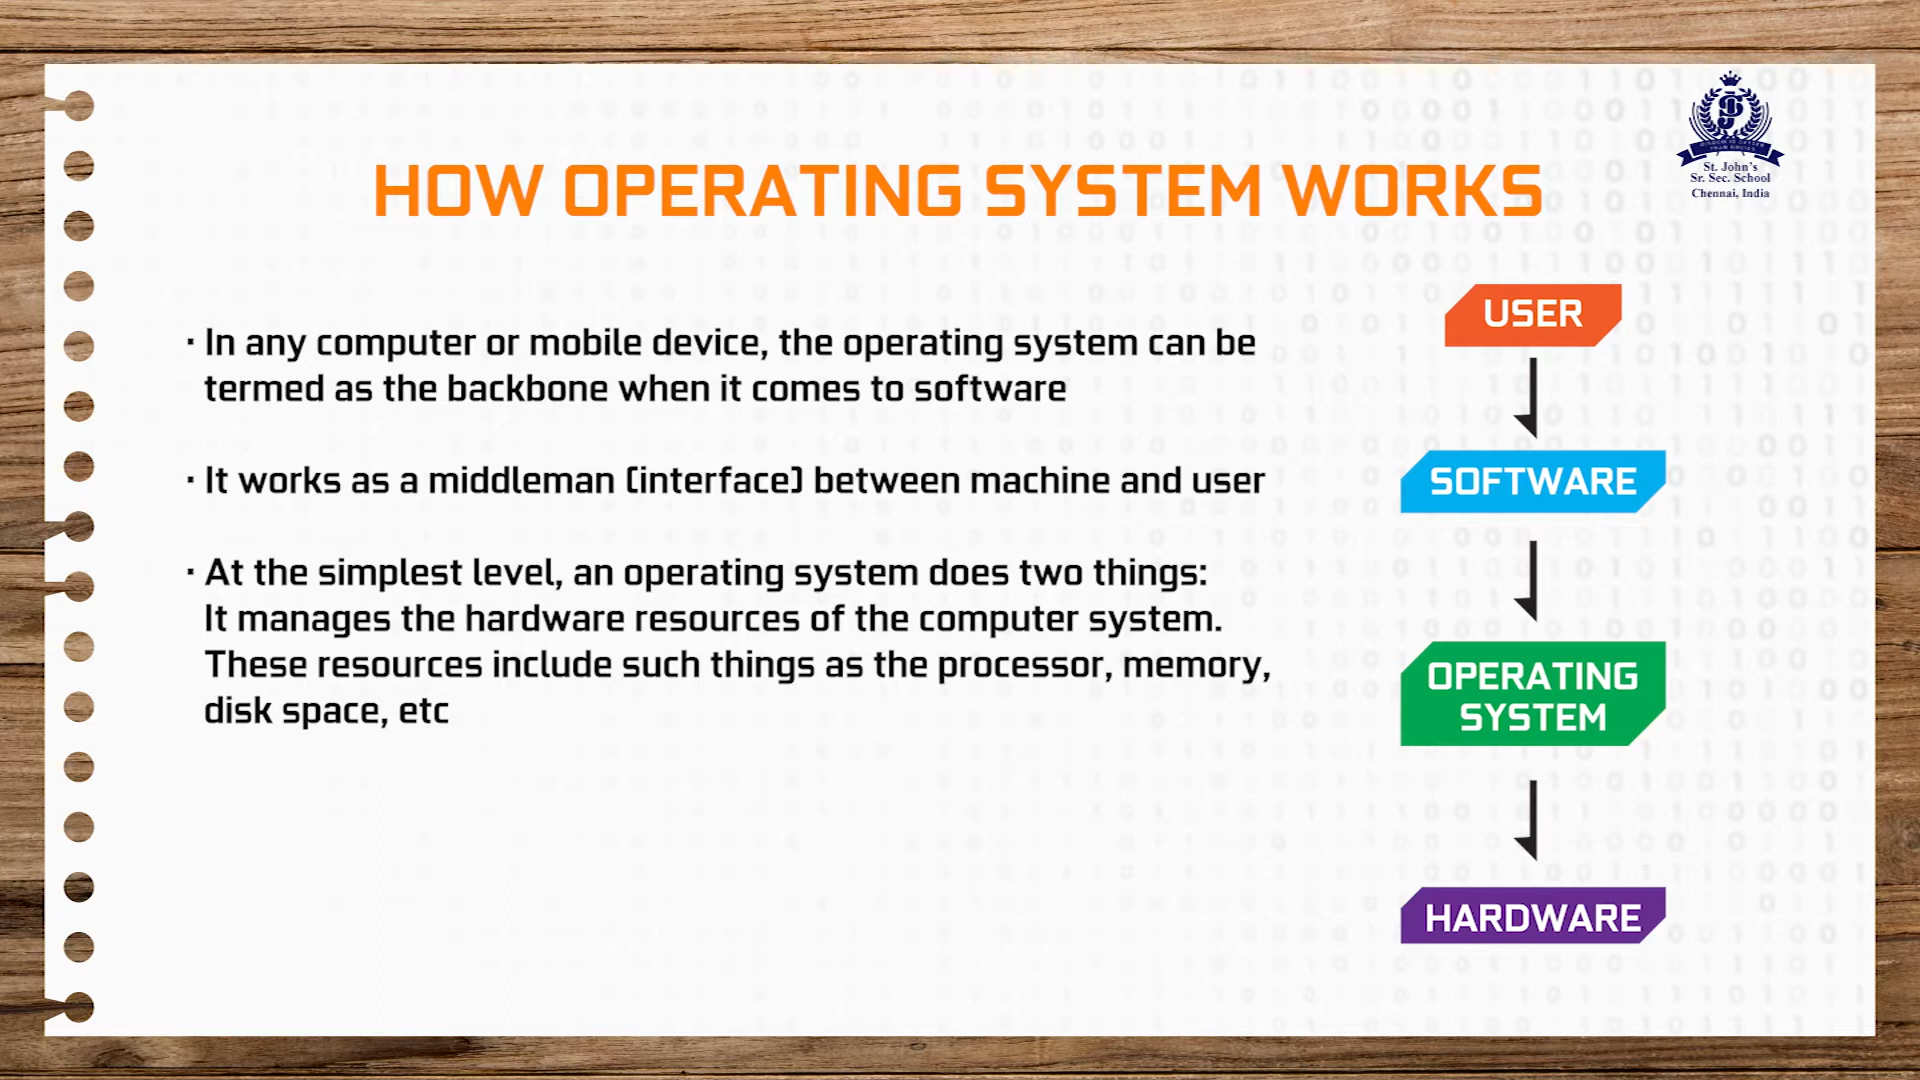 HOW OPERATING SYSTEM WORKS
St. John's
Sr. Sec. School
Chennai, India
· In any computer or mobile device, the operating system can be
termed as the backbone when it comes to software
· It works as a middleman (interface) between machine and user
· At the simplest level, an operating system does two things:
It manages the hardware resources of the computer system.
These resources include such things as the processor, memory,
disk space, etc
USER
SOFTWARE
OPERATING
SYSTEM
HARDWARE